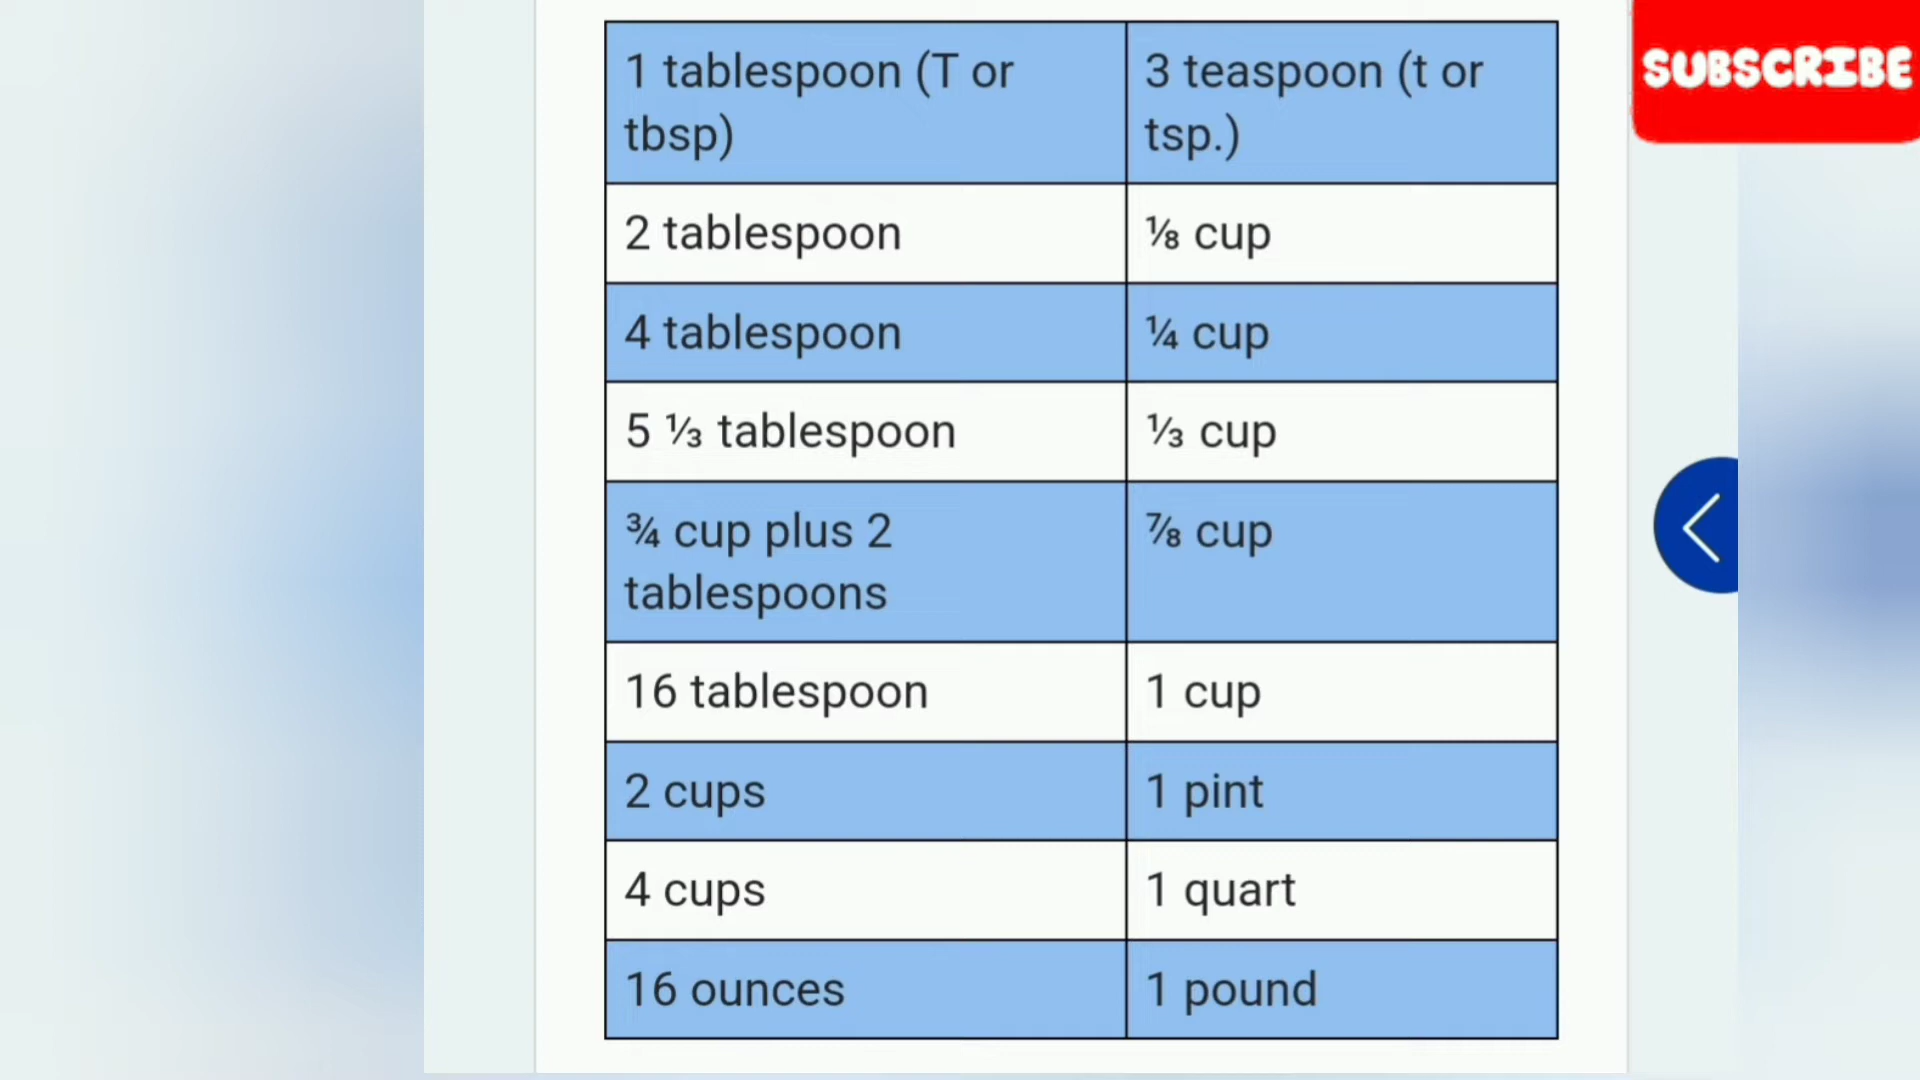 1 tablespoon (T or
tbsp)
3 teaspoon (t or
tsp.)
2 tablespoon
⅛ cup
4 tablespoon
¼ cup
5 ⅓ tablespoon
⅓ cup
¾ cup plus 2
tablespoons
⅞ cup
16 tablespoon
1 cup
2 cups
1 pint
4 cups
1 quart
16 ounces
1 pound
SUBSCRIBE